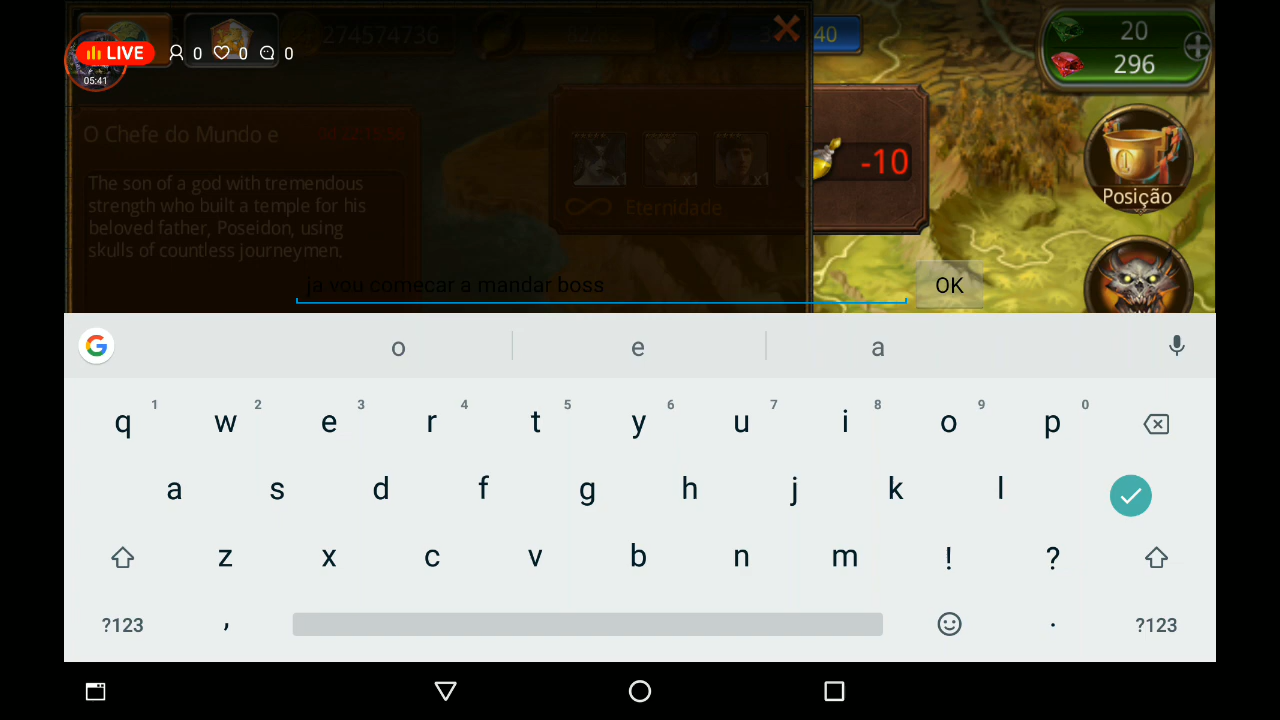 274574736
40
20
296
LIVE 0 0 0
05:41
O Chefe do Mundo e
The son of a god with tremendous
strength who built a temple for his
beloved father, Poseidon, using
skulls of countless journeymen.
x1 x1 x1
Eternidade
-10
1
Posição
ja vou comecar a mandar boss
OK
G o e a
1 2 3 4 5 6 7 8 9 0
q w e r t y u i o p
a s d f g h j k l
z x c v b n m ! ?
?123 , . ?123